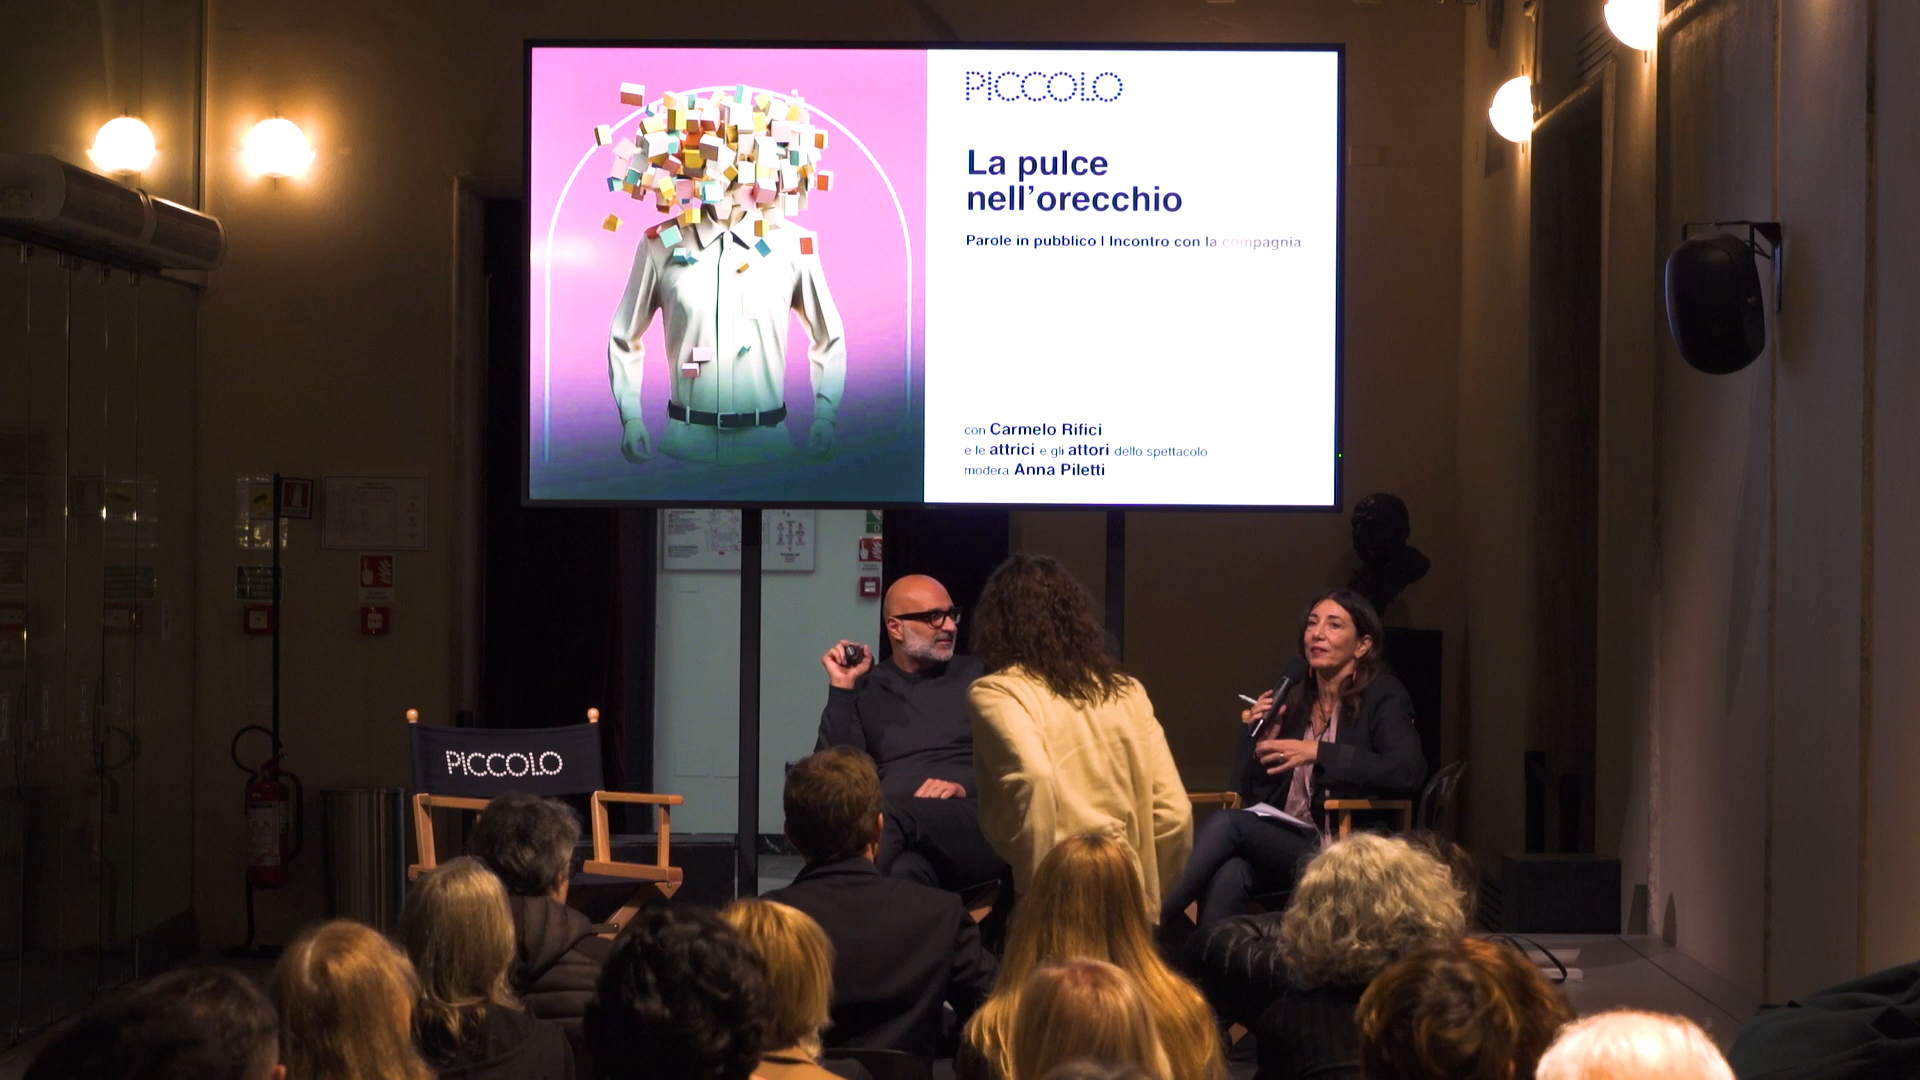 PICCOLO
La pulce
nell’orecchio
Parole in pubblico | Incontro con la compagnia
con Carmelo Rifici
e le attrici e gli attori dello spettacolo
modera Anna Piletti
PICCOLO